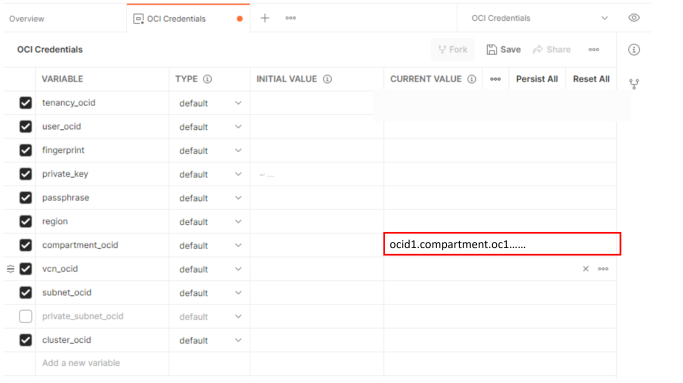 Overview
OCI Credentials
OCI Credentials
OCI Credentials
Fork
Save
Share
VARIABLE TYPE INITIAL VALUE CURRENT VALUE Persist All Reset All
tenancy_ocid default
user_ocid default
fingerprint default
private_key default
passphrase default
region default
compartment_ocid default ocid1.compartment.oc1......
vcn_ocid default
subnet_ocid default
private_subnet_ocid default
cluster_ocid default
Add a new variable